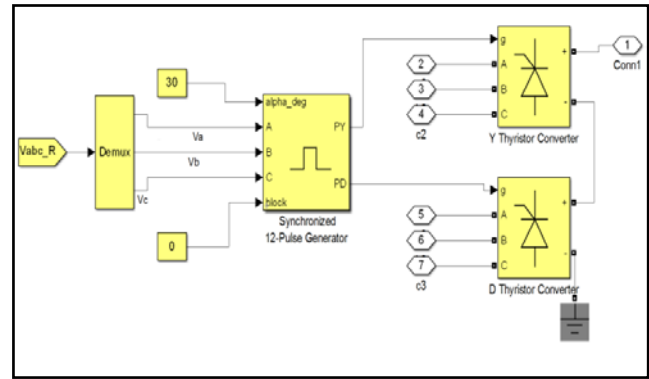 Vabc_R
Demux
30
0
Va
Vb
Vc
alpha_deg
A
B
C
block
PY
PD
Synchronized
12-Pulse Generator
2
3
4
c2
g
A
B
C
+
-
Y Thyristor Converter
1
Conn1
5
6
7
c3
g
A
B
C
+
-
D Thyristor Converter